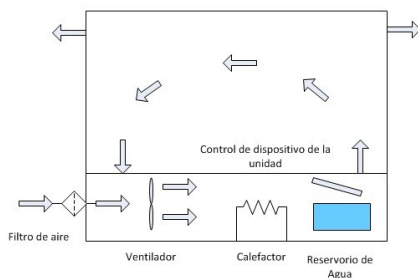 Control de dispositivo de la
unidad
Filtro de aire
Ventilador
Calefactor
Reservorio de
Agua